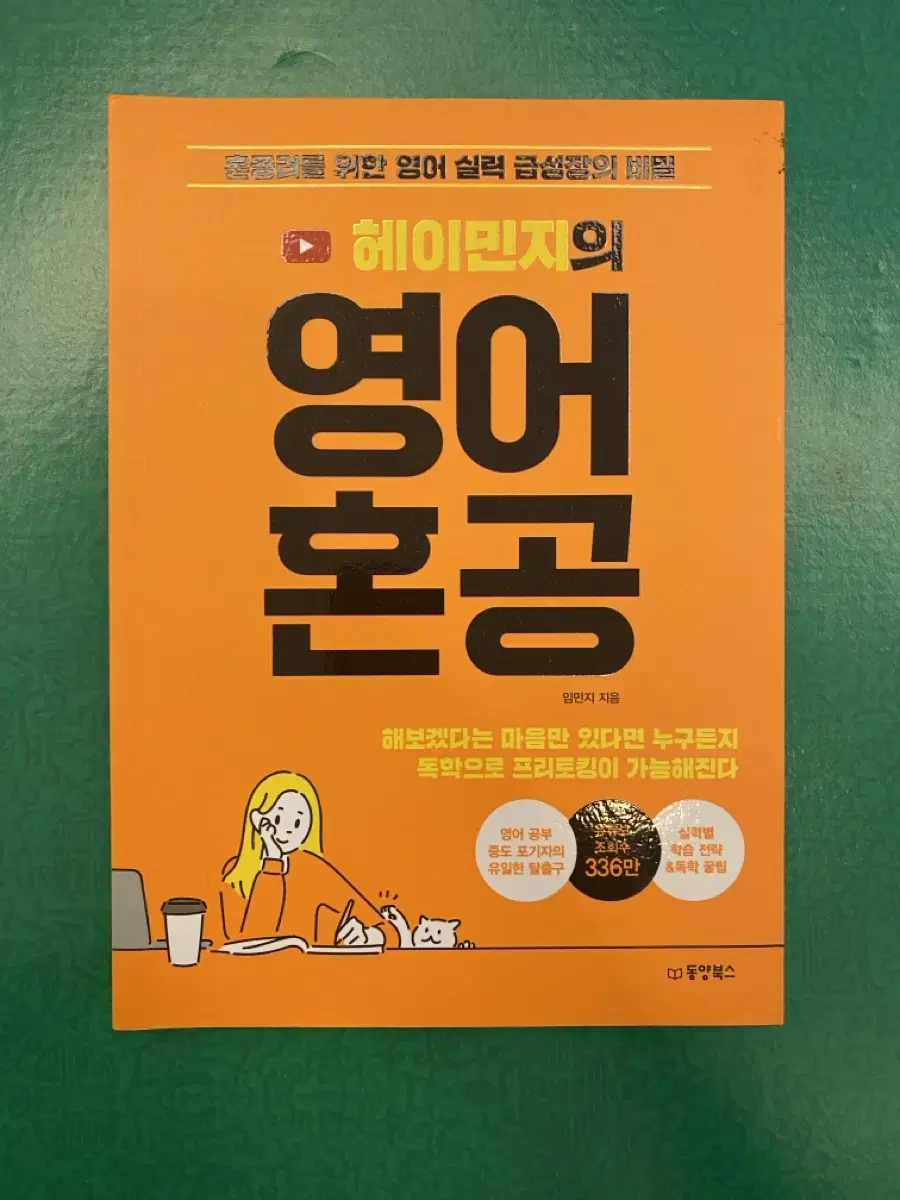 혼공러를 위한 영어 실력 급성장의 비밀
헤이민지의
영어
혼공
임민지 지음
해보겠다는 마음만 있다면 누구든지
독학으로 프리토킹이 가능해진다
영어 공부
중도 포기자의
유일한 탈출구
조회수
336만
실력별
학습 전략
&독학 꿀팁
동양북스